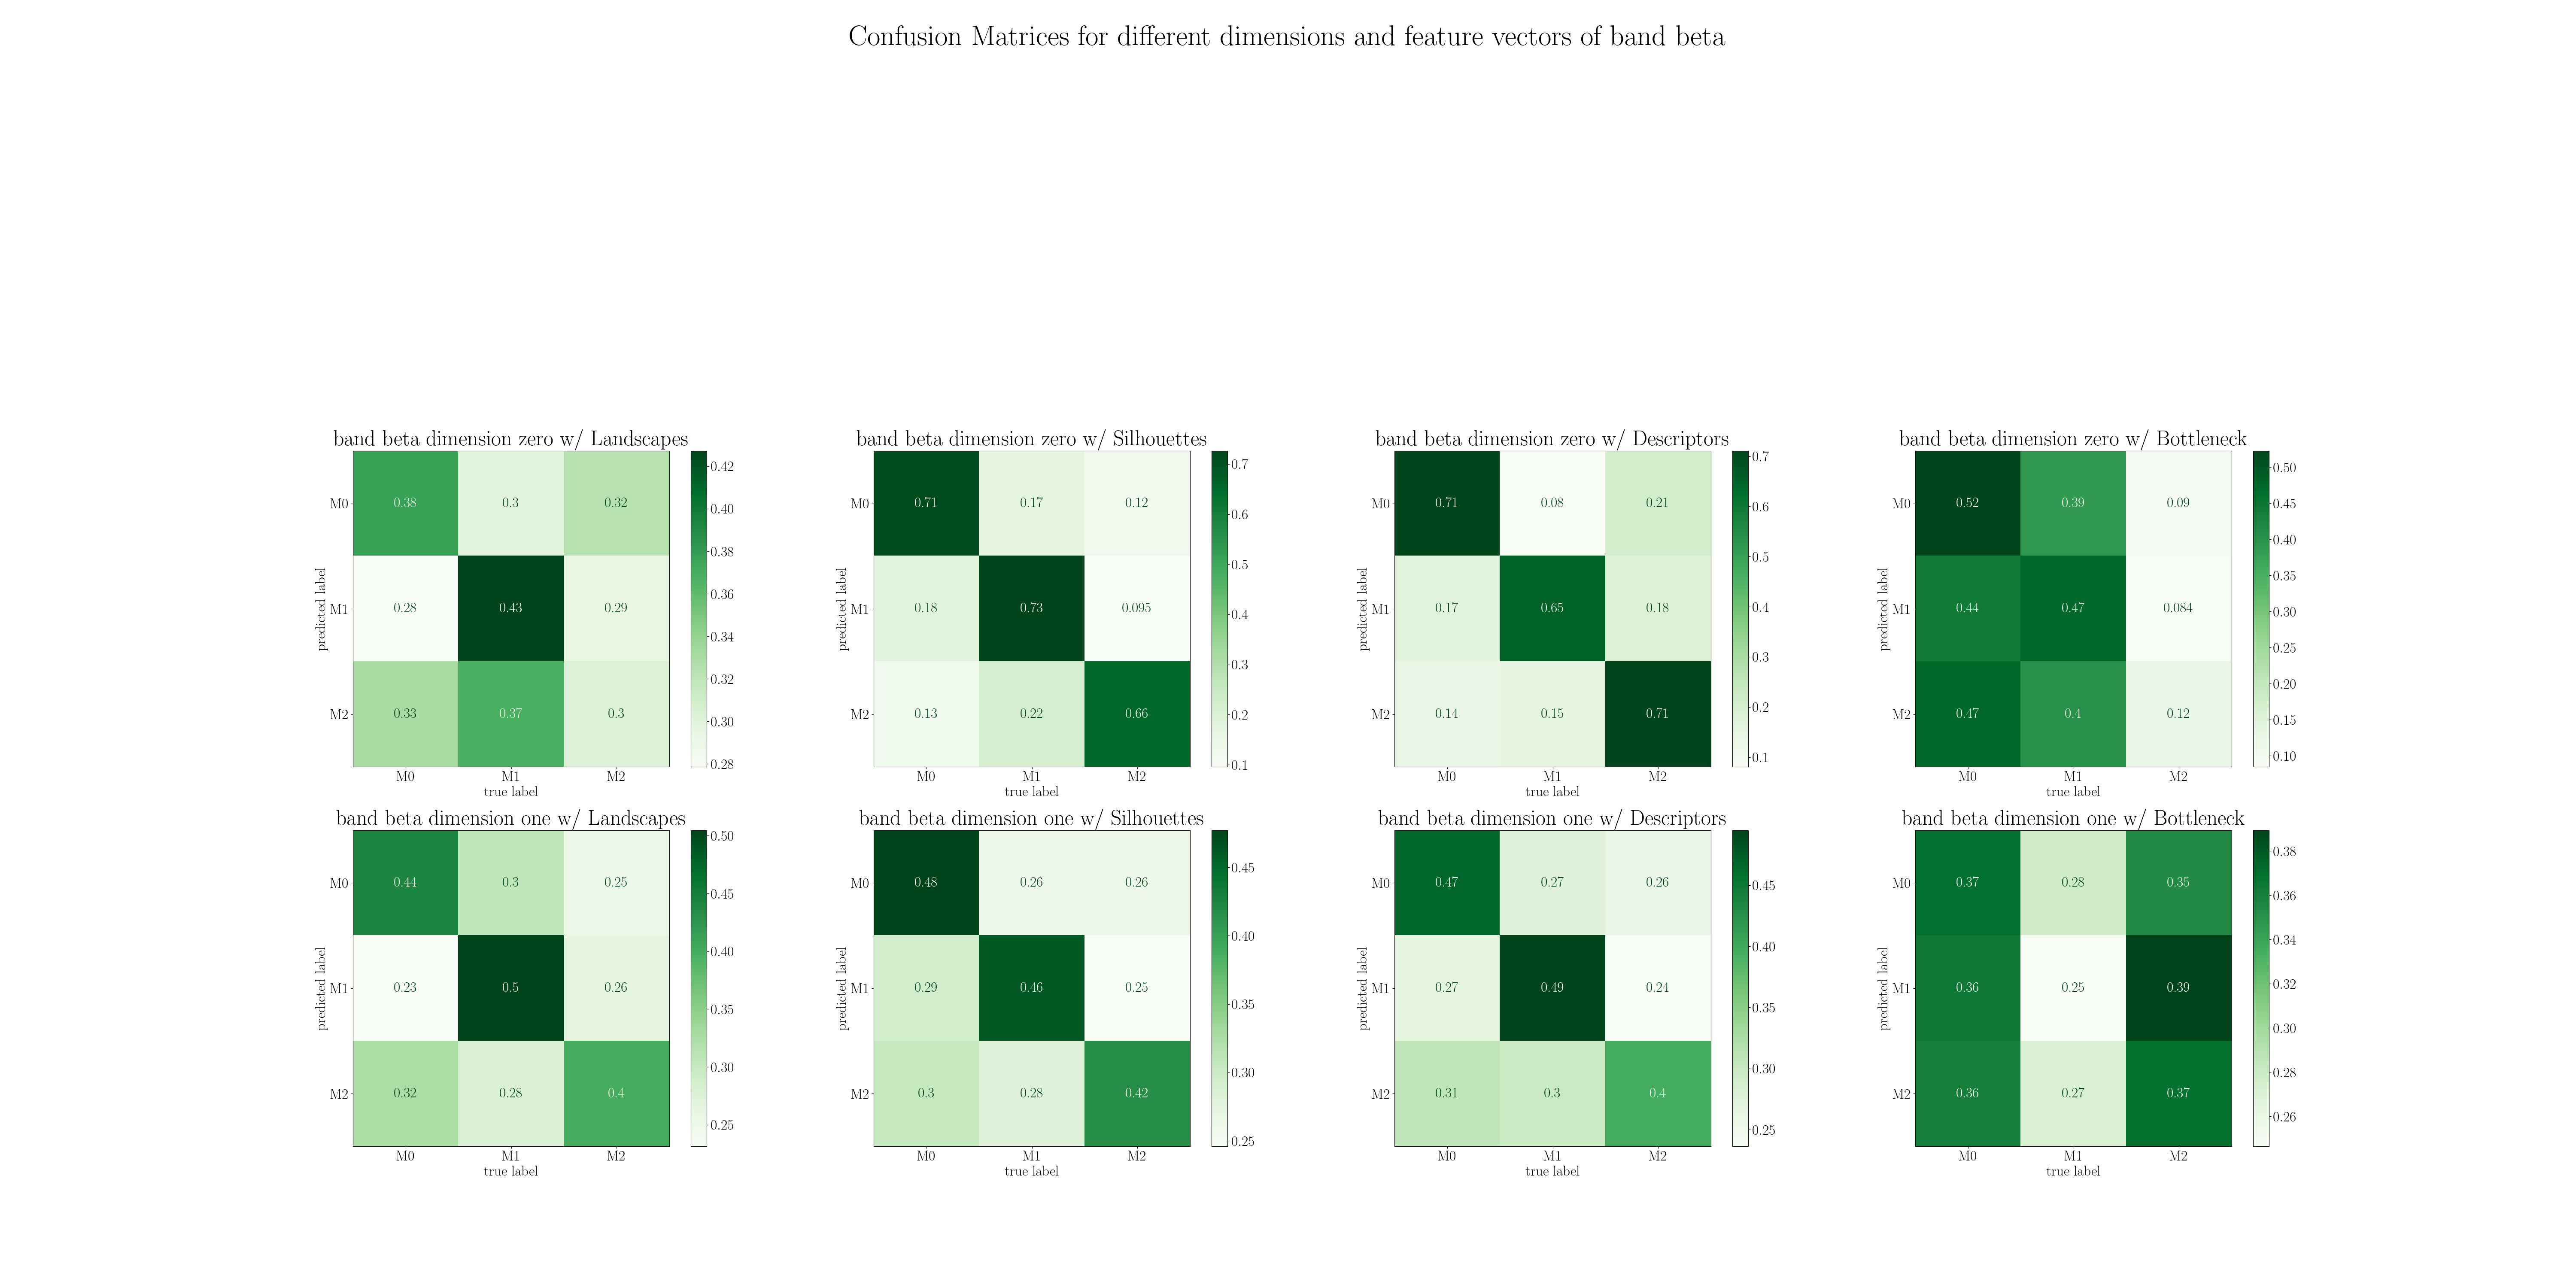 Confusion Matrices for different dimensions and feature vectors of band beta
band beta dimension zero w/ Landscapes
predicted label
M0 0.38 0.3 0.32
M1 0.28 0.43 0.29
M2 0.33 0.37 0.3
M0 M1 M2
true label
0.42
0.40
0.38
0.36
0.34
0.32
0.30
0.28
band beta dimension zero w/ Silhouettes
predicted label
M0 0.71 0.17 0.12
M1 0.18 0.73 0.095
M2 0.13 0.22 0.66
M0 M1 M2
true label
0.7
0.6
0.5
0.4
0.3
0.2
0.1
band beta dimension zero w/ Descriptors
predicted label
M0 0.71 0.08 0.21
M1 0.17 0.65 0.18
M2 0.14 0.15 0.71
M0 M1 M2
true label
0.7
0.6
0.5
0.4
0.3
0.2
0.1
band beta dimension zero w/ Bottleneck
predicted label
M0 0.52 0.39 0.09
M1 0.44 0.47 0.084
M2 0.47 0.4 0.12
M0 M1 M2
true label
0.50
0.45
0.40
0.35
0.30
0.25
0.20
0.15
0.10
band beta dimension one w/ Landscapes
predicted label
M0 0.44 0.3 0.25
M1 0.23 0.5 0.26
M2 0.32 0.28 0.4
M0 M1 M2
true label
0.50
0.45
0.40
0.35
0.30
0.25
band beta dimension one w/ Silhouettes
predicted label
M0 0.48 0.26 0.26
M1 0.29 0.46 0.25
M2 0.3 0.28 0.42
M0 M1 M2
true label
0.45
0.40
0.35
0.30
0.25
band beta dimension one w/ Descriptors
predicted label
M0 0.47 0.27 0.26
M1 0.27 0.49 0.24
M2 0.31 0.3 0.4
M0 M1 M2
true label
0.45
0.40
0.35
0.30
0.25
band beta dimension one w/ Bottleneck
predicted label
M0 0.37 0.28 0.35
M1 0.36 0.25 0.39
M2 0.36 0.27 0.37
M0 M1 M2
true label
0.38
0.36
0.34
0.32
0.30
0.28
0.26